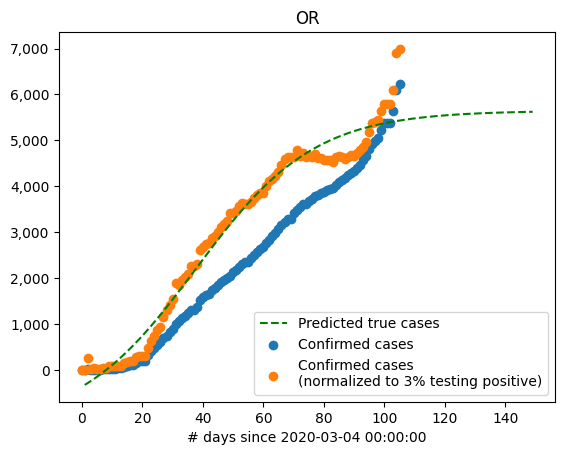 OR
7,000
6,000
5,000
4,000
3,000
2,000
1,000
0
Predicted true cases
Confirmed cases
Confirmed cases
(normalized to 3% testing positive)
0 20 40 60 80 100 120 140
# days since 2020-03-04 00:00:00